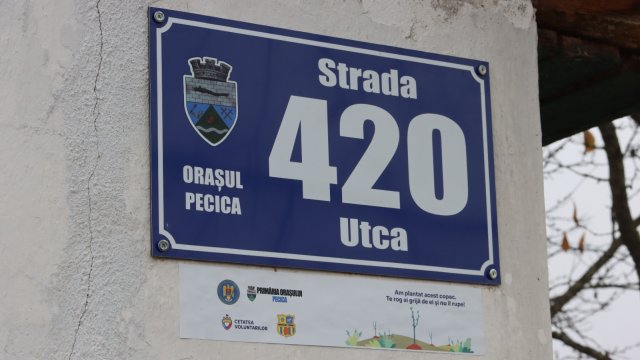 Strada
420
Utca
ORAȘUL
PECICA
PRIMĂRIA ORAȘULUI
PECICA
CETATEA
VOLUNTARILOR
Am plantat acest copac.
Te rog ai grijă de el și nu îl rupe!